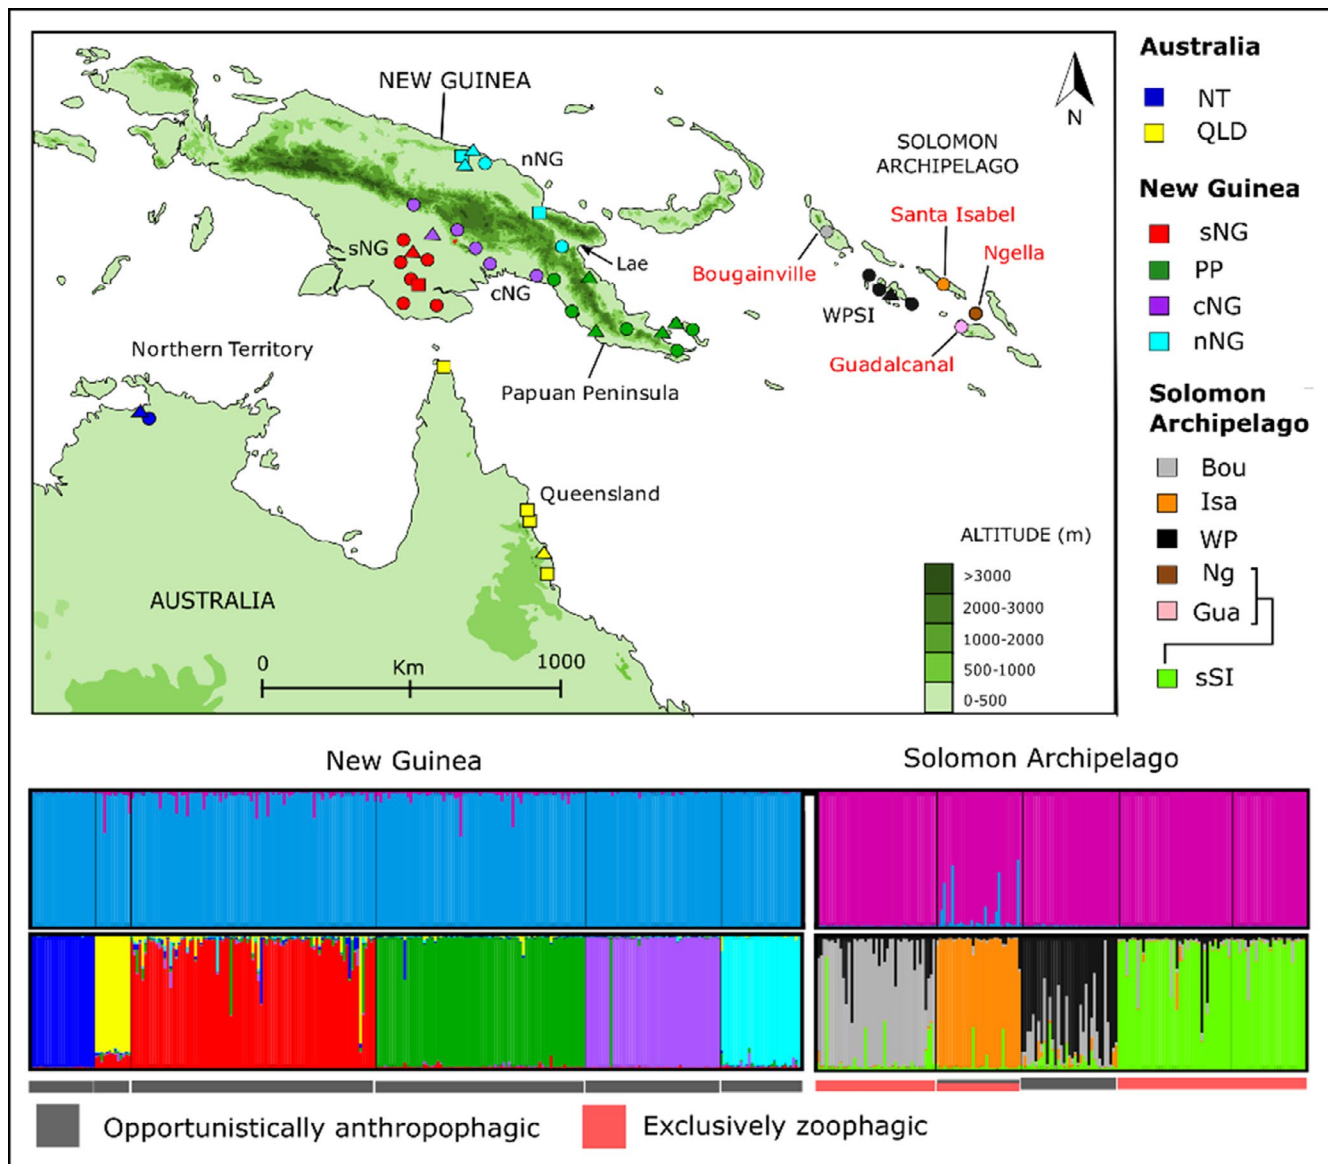 NEW GUINEA
N
nNG
SOLOMON
ARCHIPELAGO
Santa Isabel
Ngella
sNG
Lae
Bougainville
cNG
WPSI
Guadalcanal
Northern Territory
Papuan Peninsula
Queensland
AUSTRALIA
0
Km
1000
ALTITUDE (m)
>3000
2000-3000
1000-2000
500-1000
0-500
Australia
NT
QLD
New Guinea
sNG
PP
cNG
nNG
Solomon
Archipelago
Bou
Isa
WP
Ng
Gua
sSI
New Guinea
Solomon Archipelago
Opportunistically anthropophagic
Exclusively zoophagic